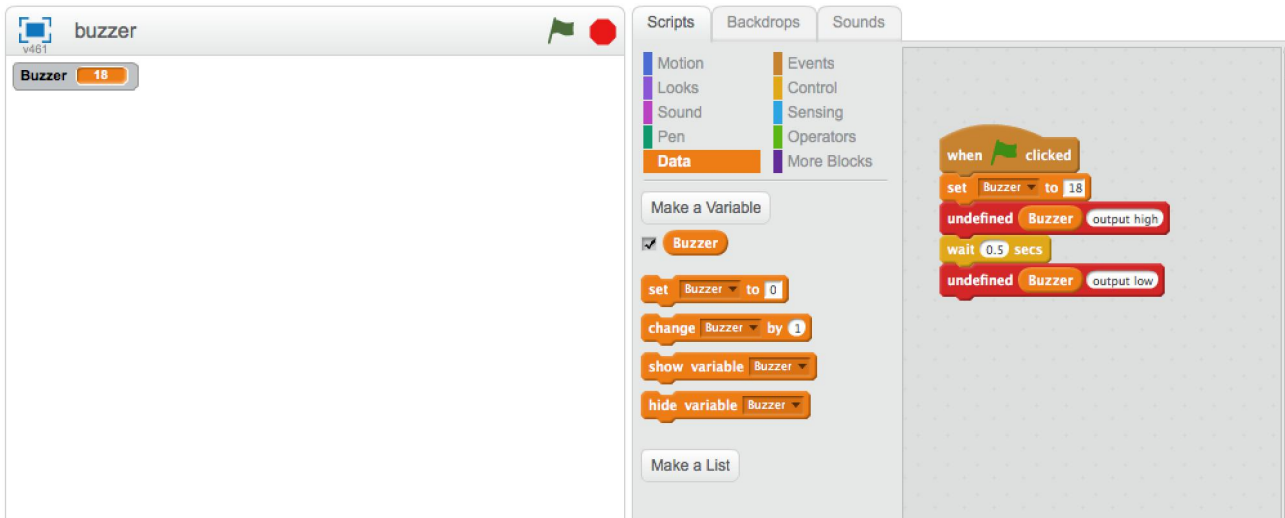 buzzer
v461
Buzzer 18
Scripts Backdrops Sounds
Motion Events
Looks Control
Sound Sensing
Pen Operators
Data More Blocks
Make a Variable
Buzzer
set Buzzer to 0
change Buzzer by 1
show variable Buzzer
hide variable Buzzer
Make a List
when clicked
set Buzzer to 18
undefined Buzzer output high
wait 0.5 secs
undefined Buzzer output low